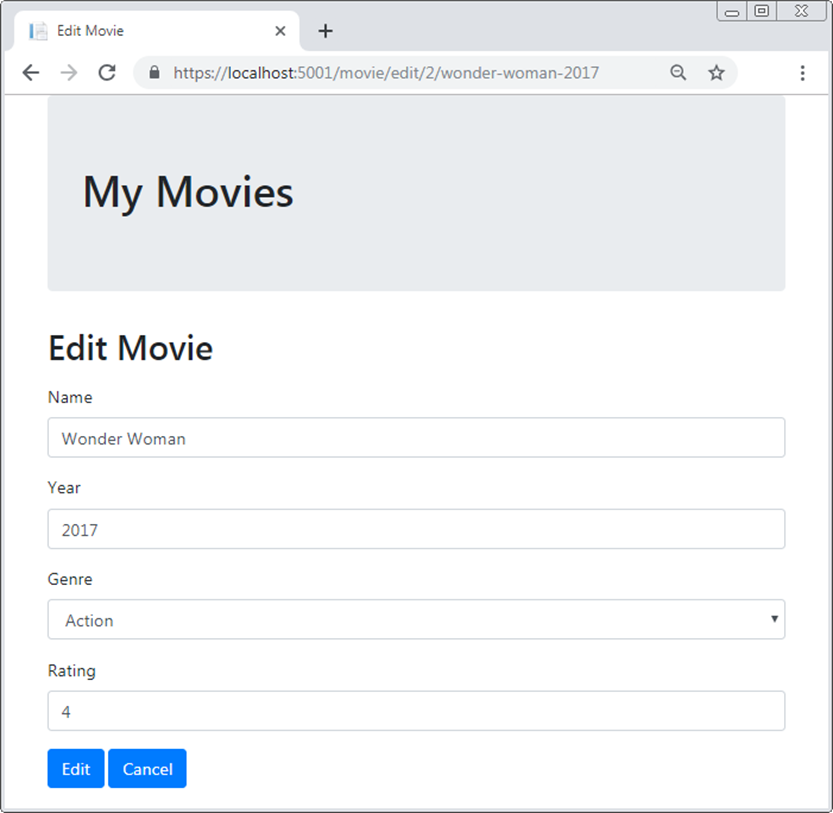 Edit Movie
https://localhost:5001/movie/edit/2/wonder-woman-2017
My Movies
Edit Movie
Name
Wonder Woman
Year
2017
Genre
Action
Rating
4
Edit Cancel